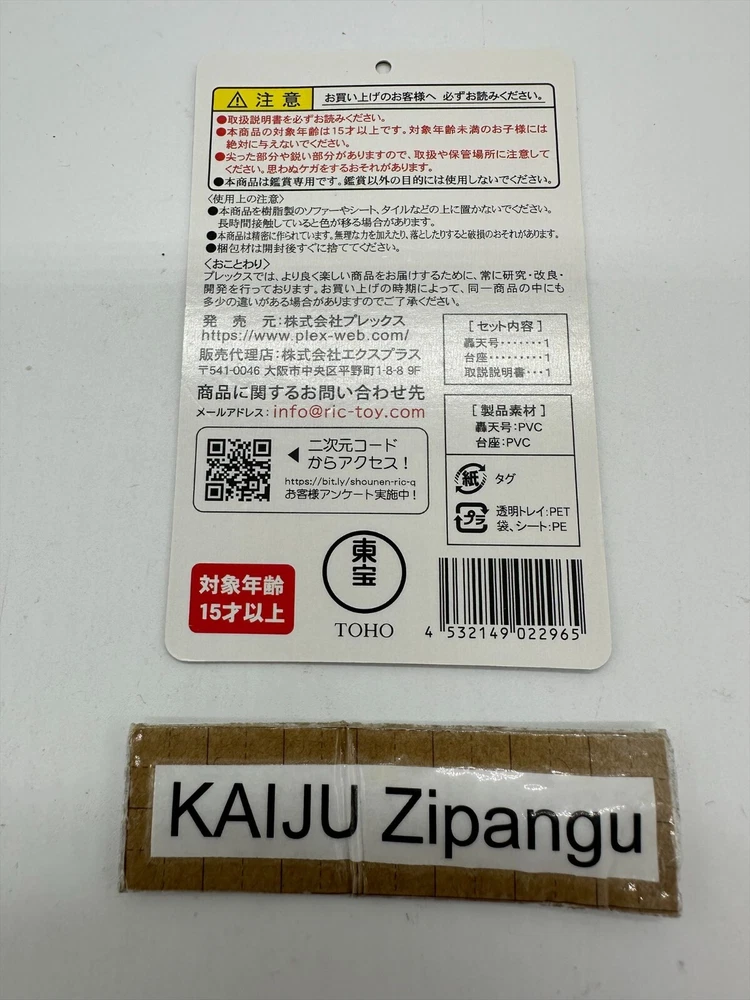 注意 お買い上げのお客様へ 必ずお読みください。
●取扱説明書を必ずお読みください。
●本商品の対象年齢は15才以上です。対象年齢未満のお子様には
絶対に与えないでください。
●尖った部分や鋭い部分がありますので、取扱や保管場所に注意して
ください。思わぬケガをするおそれがあります。
●本商品は鑑賞専用です。鑑賞以外の目的には使用しないでください。
〈使用上の注意〉
●本商品を樹脂製のソファーやシート、タイルなどの上に置かないでください。
長時間接触していると色が移る場合があります。
●本商品は精密に作られています。無理な力を加えたり、落としたりすると破損のおそれがあります。
●梱包材は開封後すぐに捨ててください。
〈おことわり〉
プレックスでは、より良く楽しい商品をお届けするために、常に研究・改良・
開発を行っております。お買い上げの時期によって、同一商品の中にも
多少の違いがある場合がありますのでご了承ください。
発売元:株式会社プレックス
https://www.plex-web.com/
販売代理店:株式会社エクスプラス
〒541-0046 大阪市中央区平野町1-8-8 9F
商品に関するお問い合わせ先
メールアドレス:info@ric-toy.com
二次元コード
からアクセス!
https://bit.ly/shounen-ric-q
お客様アンケート実施中!
[セット内容]
轟天号・・・・・・・1
台座・・・・・・・・・1
取説説明書・・・1
[製品素材]
轟天号:PVC
台座:PVC
紙 タグ
プラ 透明トレイ:PET
袋、シート:PE
対象年齢
15才以上
東宝
TOHO
4 532149 022965
KAIJU Zipangu